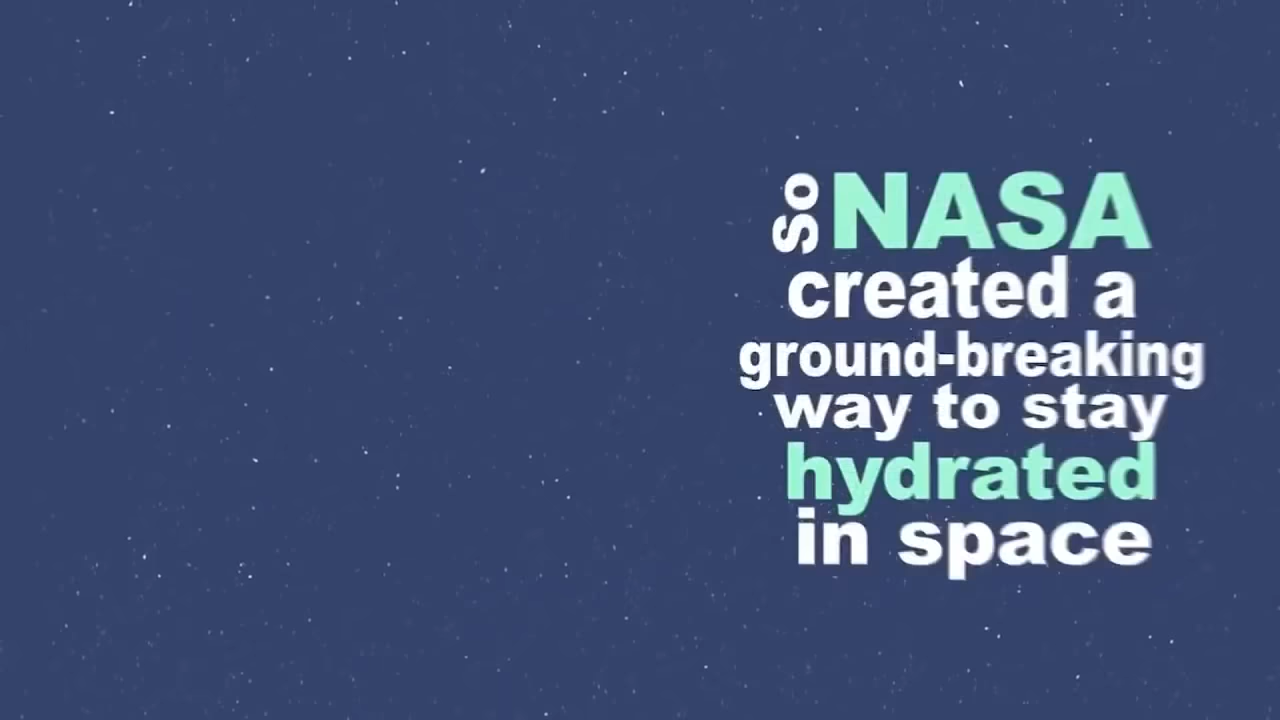 So NASA
created a
ground-breaking
way to stay
hydrated
in space